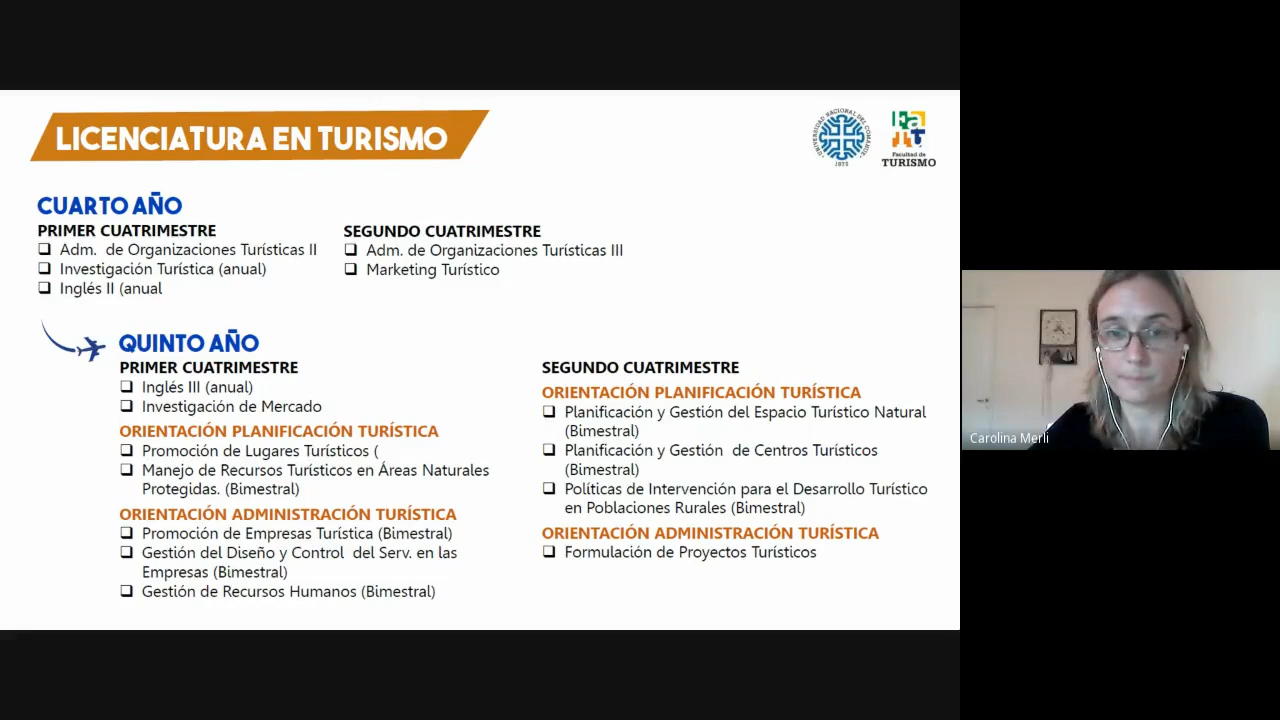 LICENCIATURA EN TURISMO
UNIVERSIDAD NACIONAL DEL COMAHUE
1972
FaTu
Facultad de
TURISMO
CUARTO AÑO
PRIMER CUATRIMESTRE
❑ Adm.  de Organizaciones Turísticas II
❑ Investigación Turística (anual)
❑ Inglés II (anual
SEGUNDO CUATRIMESTRE
❑ Adm. de Organizaciones Turísticas III
❑ Marketing Turístico
QUINTO AÑO
PRIMER CUATRIMESTRE
❑ Inglés III (anual)
❑ Investigación de Mercado
ORIENTACIÓN PLANIFICACIÓN TURÍSTICA
❑ Promoción de Lugares Turísticos (
❑ Manejo de Recursos Turísticos en Áreas Naturales
Protegidas. (Bimestral)
ORIENTACIÓN ADMINISTRACIÓN TURÍSTICA
❑ Promoción de Empresas Turística (Bimestral)
❑ Gestión del Diseño y Control  del Serv. en las
Empresas (Bimestral)
❑ Gestión de Recursos Humanos (Bimestral)
SEGUNDO CUATRIMESTRE
ORIENTACIÓN PLANIFICACIÓN TURÍSTICA
❑ Planificación y Gestión del Espacio Turístico Natural
(Bimestral)
❑ Planificación y Gestión  de Centros Turísticos
(Bimestral)
❑ Políticas de Intervención para el Desarrollo Turístico
en Poblaciones Rurales (Bimestral)
ORIENTACIÓN ADMINISTRACIÓN TURÍSTICA
❑ Formulación de Proyectos Turísticos
Carolina Merli